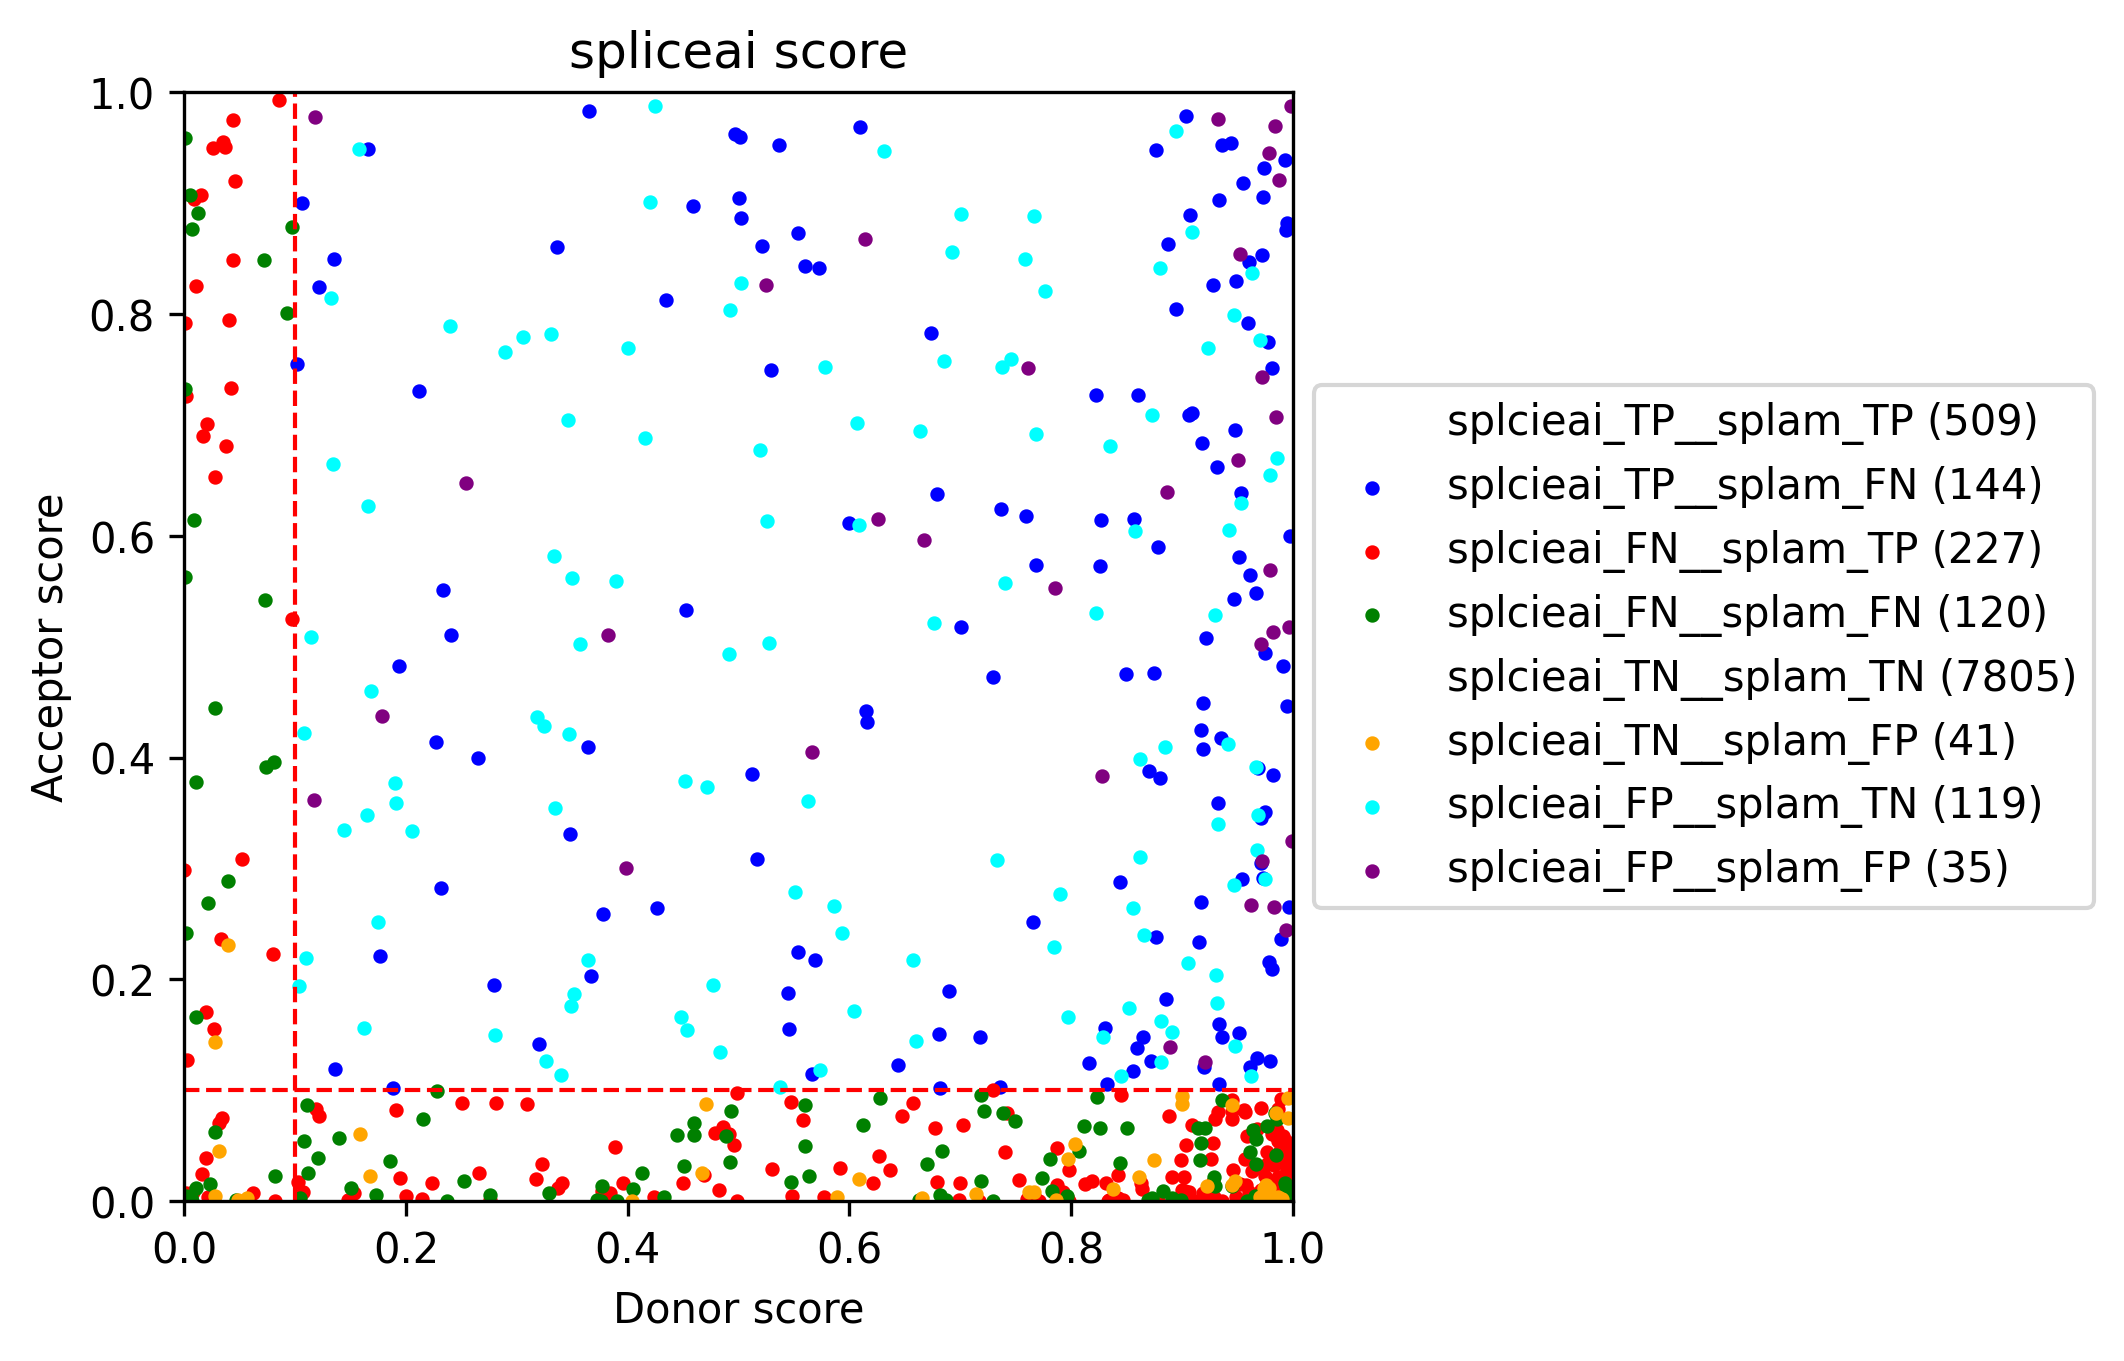 spliceai score
1.0
0.8
0.6
0.4
0.2
0.0
Acceptor score
0.0 0.2 0.4 0.6 0.8 1.0
Donor score
splcieai_TP__splam_TP (509)
splcieai_TP__splam_FN (144)
splcieai_FN__splam_TP (227)
splcieai_FN__splam_FN (120)
splcieai_TN__splam_TN (7805)
splcieai_TN__splam_FP (41)
splcieai_FP__splam_TN (119)
splcieai_FP__splam_FP (35)